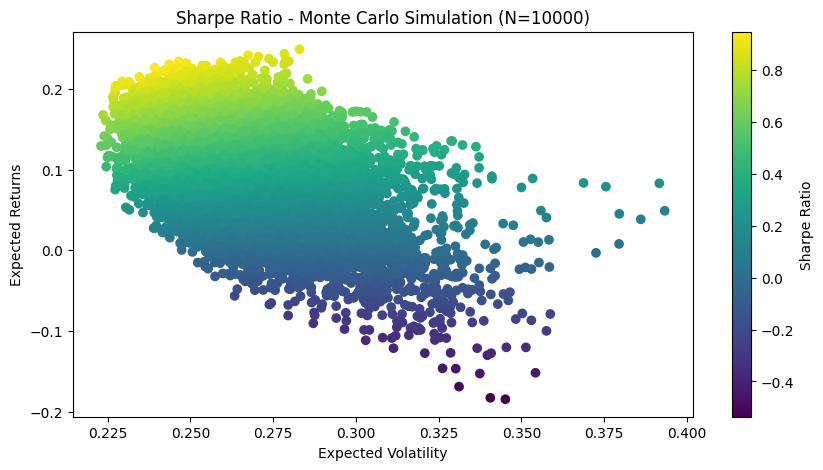 Sharpe Ratio - Monte Carlo Simulation (N=10000)
Expected Returns
0.2
0.1
0.0
−0.1
−0.2
0.225 0.250 0.275 0.300 0.325 0.350 0.375 0.400
Expected Volatility
0.8
0.6
0.4
0.2
0.0
−0.2
−0.4
Sharpe Ratio